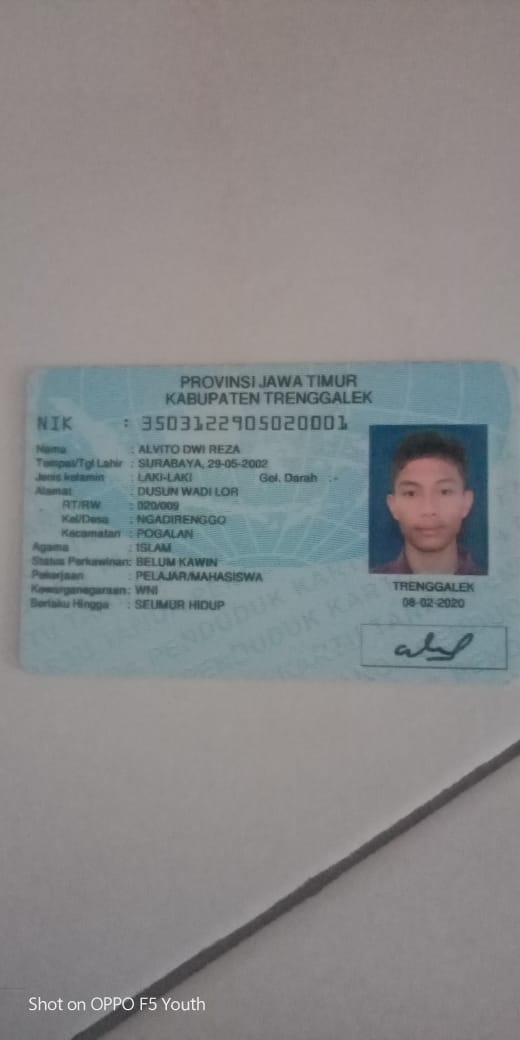 PROVINSI JAWA TIMUR
KABUPATEN TRENGGALEK
NIK : 3503122905020001
Nama : ALVITO DWI REZA
Tempat/Tgl Lahir : SURABAYA, 29-05-2002
Jenis kelamin : LAKI-LAKI Gol. Darah : -
Alamat : DUSUN WADI LOR
RT/RW : 020/009
Kel/Desa : NGADIRENGGO
Kecamatan : POGALAN
Agama : ISLAM
Status Perkawinan: BELUM KAWIN
Pekerjaan : PELAJAR/MAHASISWA
Kewarganegaraan: WNI
Berlaku Hingga : SEUMUR HIDUP
TRENGGALEK
08-02-2020
Shot on OPPO F5 Youth